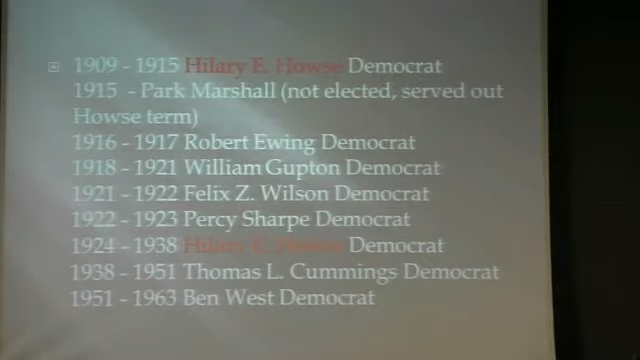 1909 - 1915 Hilary E. Howse Democrat
1915 - Park Marshall (not elected, served out
Howse term)
1916 - 1917 Robert Ewing Democrat
1918 - 1921 William Gupton Democrat
1921 - 1922 Felix Z. Wilson Democrat
1922 - 1923 Percy Sharpe Democrat
1924 - 1938 Hilary E. Howse Democrat
1938 - 1951 Thomas L. Cummings Democrat
1951 - 1963 Ben West Democrat